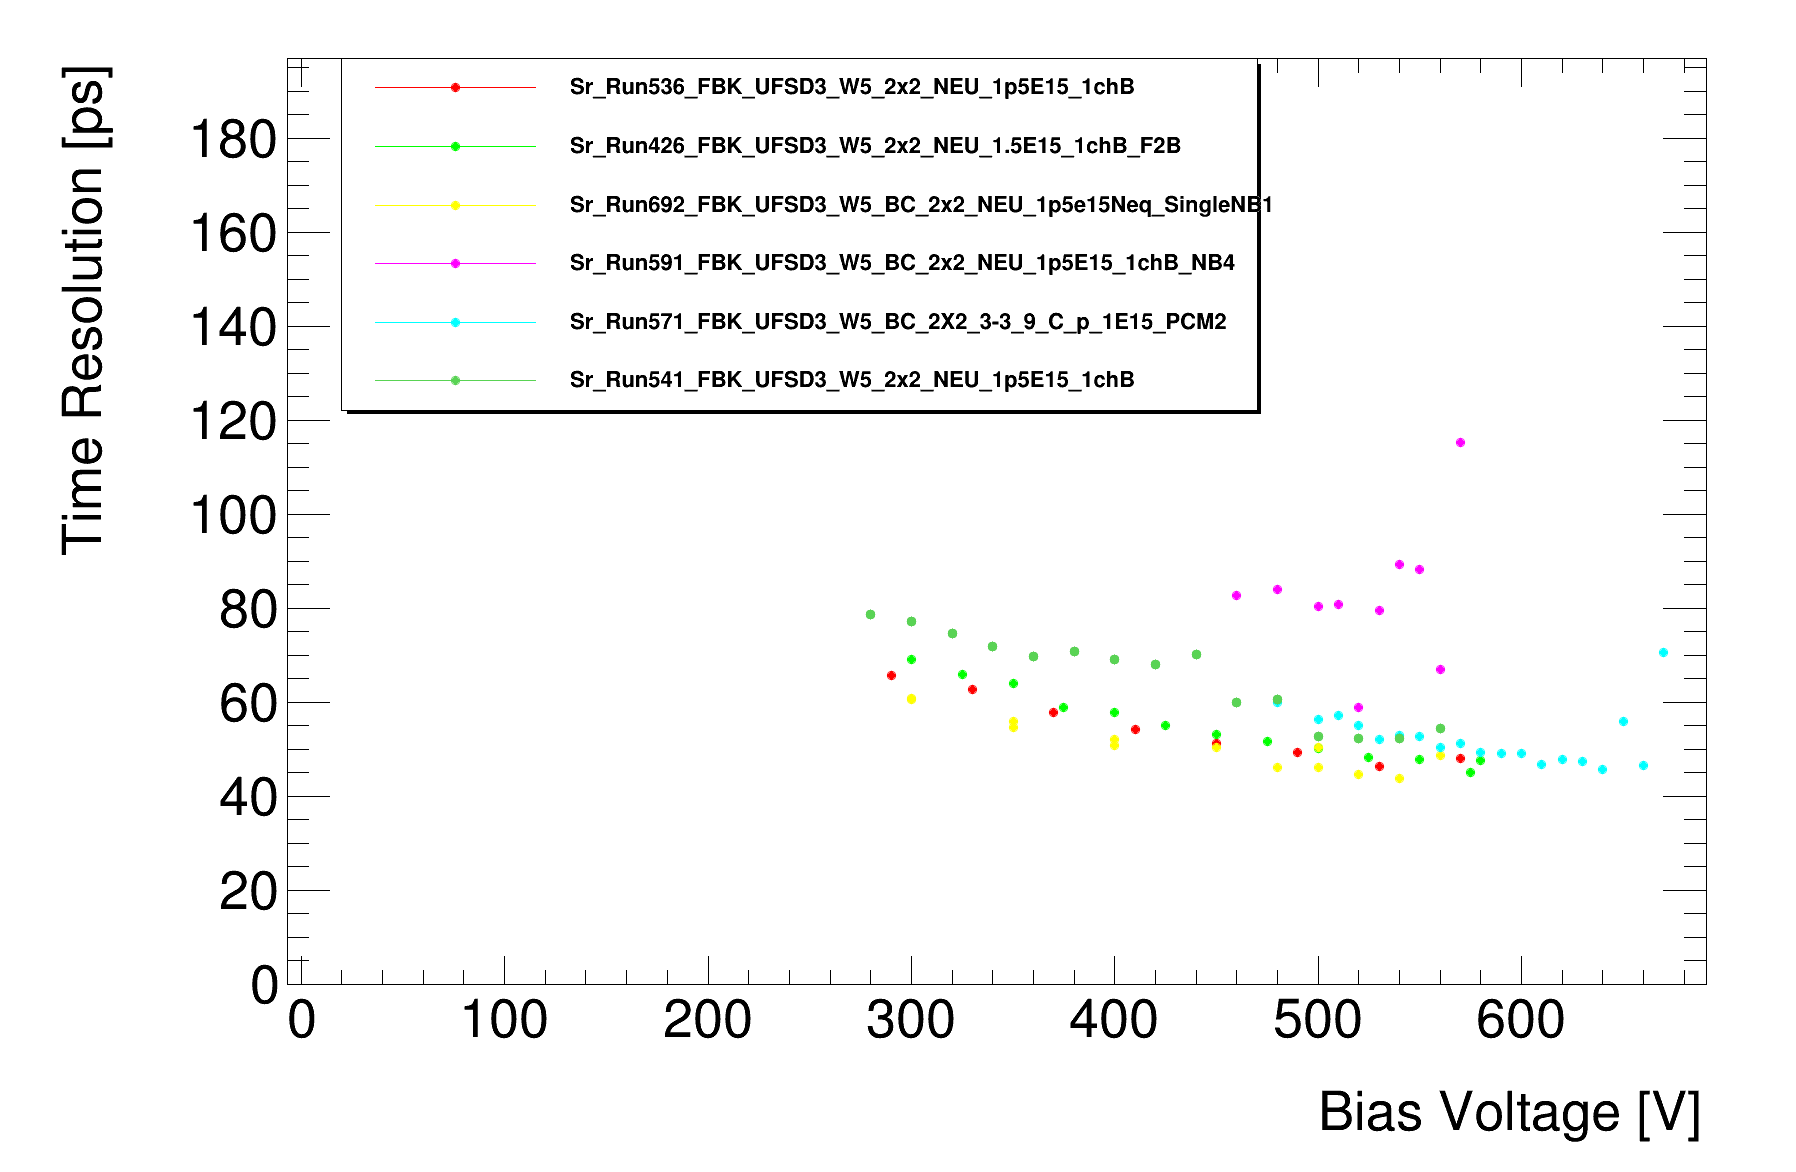 Time Resolution [ps]
180
160
140
120
100
80
60
40
20
0
Sr_Run536_FBK_UFSD3_W5_2x2_NEU_1p5E15_1chB
Sr_Run426_FBK_UFSD3_W5_2x2_NEU_1.5E15_1chB_F2B
Sr_Run692_FBK_UFSD3_W5_BC_2x2_NEU_1p5e15Neq_SingleNB1
Sr_Run591_FBK_UFSD3_W5_BC_2x2_NEU_1p5E15_1chB_NB4
Sr_Run571_FBK_UFSD3_W5_BC_2X2_3-3_9_C_p_1E15_PCM2
Sr_Run541_FBK_UFSD3_W5_2x2_NEU_1p5E15_1chB
0 100 200 300 400 500 600
Bias Voltage [V]